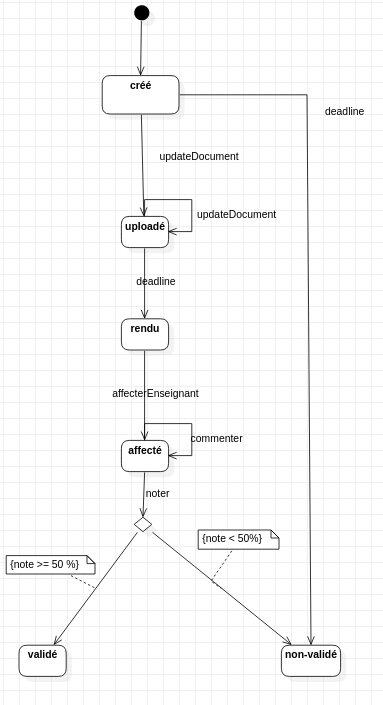 créé
deadline
updateDocument
updateDocument
uploadé
deadline
rendu
affecterEnseignant
commenter
affecté
noter
{note < 50%}
{note >= 50 %}
validé
non-validé